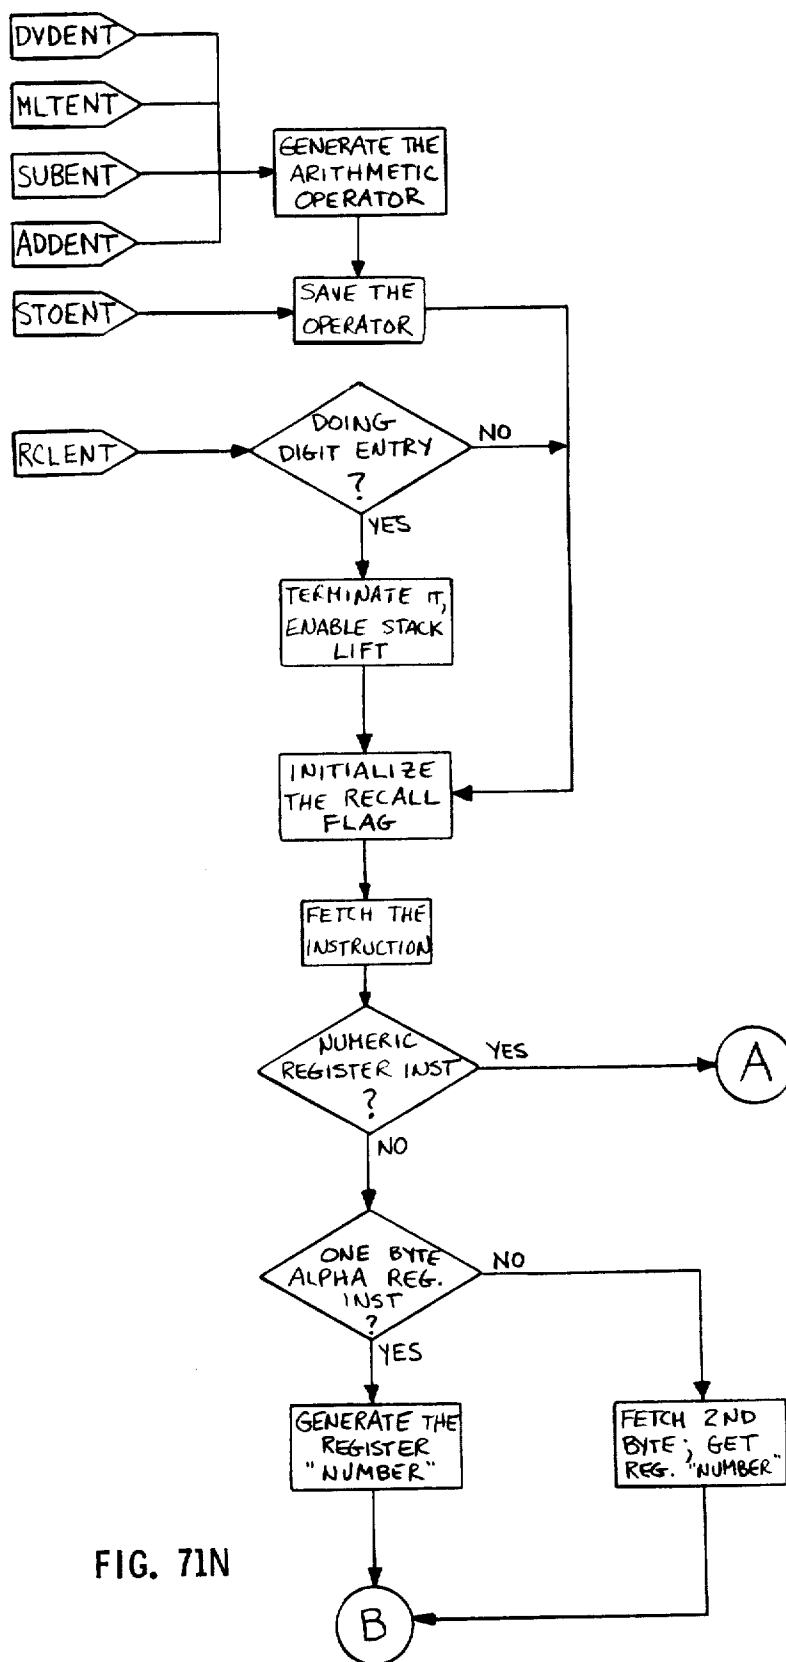 DVDENT
MLTENT
SUBENT
ADDENT
STOENT
GENERATE THE
ARITHMETIC
OPERATOR
SAVE THE
OPERATOR
RCLENT
DOING
DIGIT ENTRY
?
NO
YES
TERMINATE IT,
ENABLE STACK
LIFT
INITIALIZE
THE RECALL
FLAG
FETCH THE
INSTRUCTION
NUMERIC
REGISTER INST
?
YES
A
NO
ONE BYTE
ALPHA REG.
INST
?
NO
YES
GENERATE THE
REGISTER
"NUMBER"
FETCH 2ND
BYTE; GET
REG. "NUMBER"
B
FIG. 71N